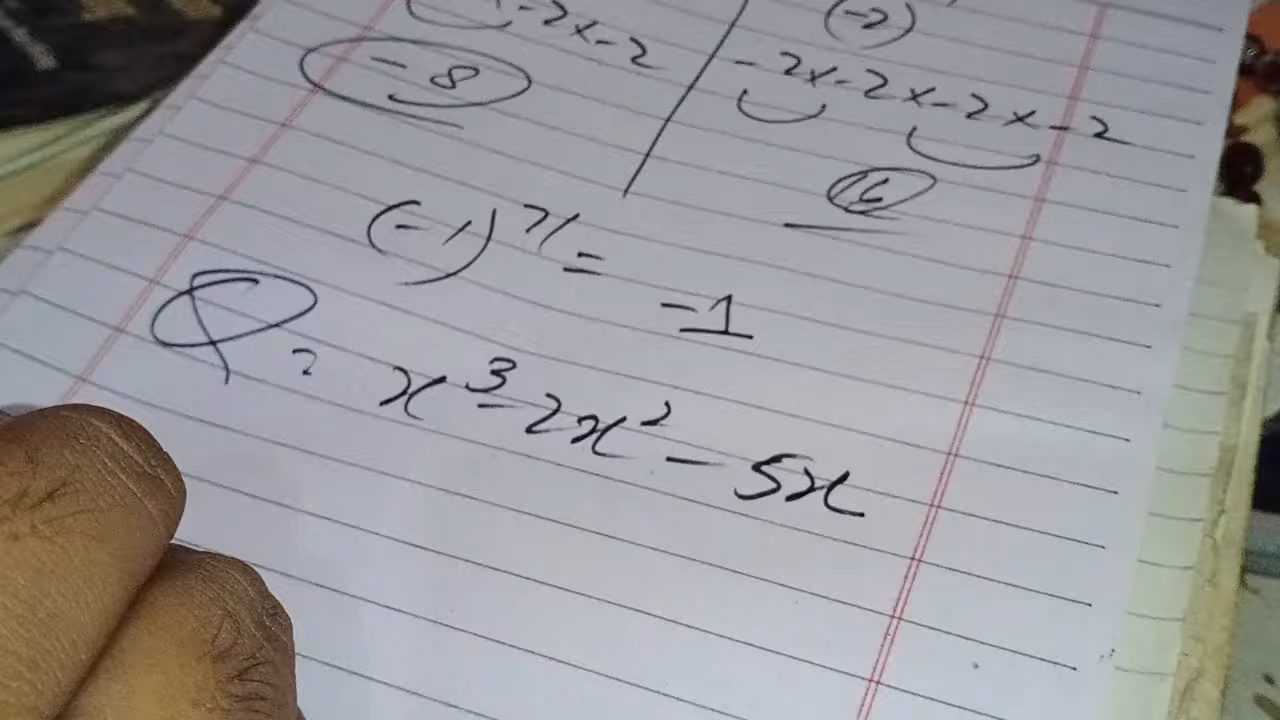 -2x-2
-8
(-2)
-2x-2x-2x-2
16
(-1)⁷¹ =
-1
Q = x³-2x²-5x